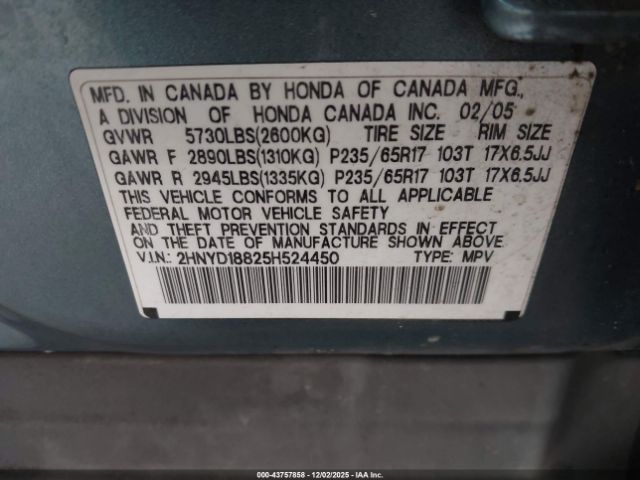 MFD. IN CANADA BY HONDA OF CANADA MFG.,
A DIVISION OF HONDA CANADA INC. 02/05
GVWR 5730LBS(2600KG) TIRE SIZE RIM SIZE
GAWR F 2890LBS(1310KG) P235/65R17 103T 17X6.5JJ
GAWR R 2945LBS(1335KG) P235/65R17 103T 17X6.5JJ
THIS VEHICLE CONFORMS TO ALL APPLICABLE
FEDERAL MOTOR VEHICLE SAFETY
AND THEFT PREVENTION STANDARDS IN EFFECT
ON THE DATE OF MANUFACTURE SHOWN ABOVE.
V.I.N.: 2HNYD18825H524450 TYPE: MPV
000-43757858 - 12/02/2025 - IAA, Inc.